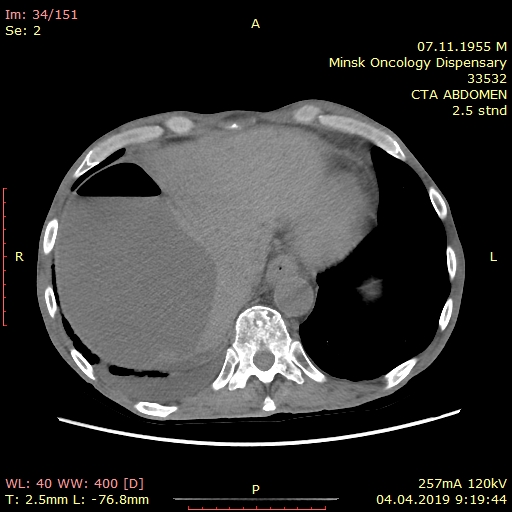 Im: 34/151
Se: 2
A
07.11.1955 M
Minsk Oncology Dispensary
33532
CTA ABDOMEN
2.5 stnd
R
L
WL: 40 WW: 400 [D]
T: 2.5mm L: -76.8mm
P
257mA 120kV
04.04.2019 9:19:44